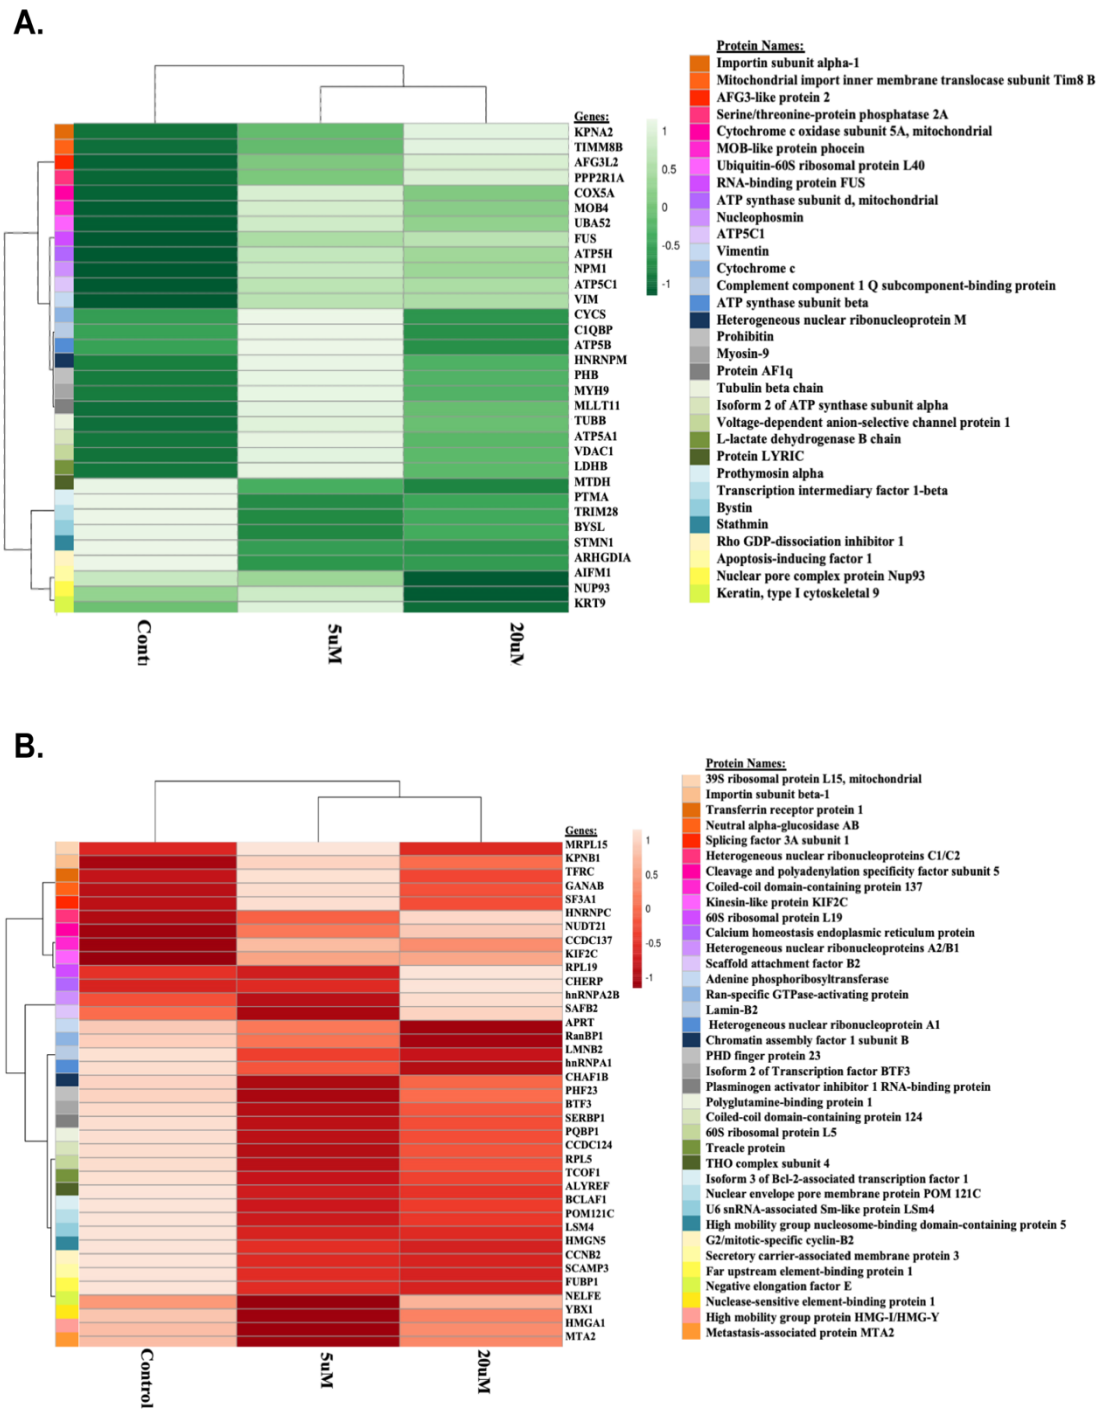 A.
Genes:
KPNA2
TIMM8B
AFG3L2
PPP2R1A
COX5A
MOB4
UBA52
FUS
ATP5H
NPM1
ATP5C1
VIM
CYCS
C1QBP
ATP5B
HNRNPM
PHB
MYH9
MLLT11
TUBB
ATP5A1
VDAC1
LDHB
MTDH
PTMA
TRIM28
BYSL
STMN1
ARHGDIA
AIFM1
NUP93
KRT9
1
0.5
0
-0.5
-1
Protein Names:
Importin subunit alpha-1
Mitochondrial import inner membrane translocase subunit Tim8 B
AFG3-like protein 2
Serine/threonine-protein phosphatase 2A
Cytochrome c oxidase subunit 5A, mitochondrial
MOB-like protein phocein
Ubiquitin-60S ribosomal protein L40
RNA-binding protein FUS
ATP synthase subunit d, mitochondrial
Nucleophosmin
ATP5C1
Vimentin
Cytochrome c
Complement component 1 Q subcomponent-binding protein
ATP synthase subunit beta
Heterogeneous nuclear ribonucleoprotein M
Prohibitin
Myosin-9
Protein AF1q
Tubulin beta chain
Isoform 2 of ATP synthase subunit alpha
Voltage-dependent anion-selective channel protein 1
L-lactate dehydrogenase B chain
Protein LYRIC
Prothymosin alpha
Transcription intermediary factor 1-beta
Bystin
Stathmin
Rho GDP-dissociation inhibitor 1
Apoptosis-inducing factor 1
Nuclear pore complex protein Nup93
Keratin, type I cytoskeletal 9
5uM
B.
Genes:
MRPL15
KPNB1
TFRC
GANAB
SF3A1
HNRNPC
NUDT21
CCDC137
KIF2C
RPL19
CHERP
hnRNPA2B
SAFB2
APRT
RanBP1
LMNB2
hnRNPA1
CHAF1B
PHF23
BTF3
SERBP1
PQBP1
CCDC124
RPL5
TCOF1
ALYREF
BCLAF1
POM121C
LSM4
HMGN5
CCNB2
SCAMP3
FUBP1
NELFE
YBX1
HMGA1
MTA2
1
0.5
0
-0.5
-1
Protein Names:
39S ribosomal protein L15, mitochondrial
Importin subunit beta-1
Transferrin receptor protein 1
Neutral alpha-glucosidase AB
Splicing factor 3A subunit 1
Heterogeneous nuclear ribonucleoproteins C1/C2
Cleavage and polyadenylation specificity factor subunit 5
Coiled-coil domain-containing protein 137
Kinesin-like protein KIF2C
60S ribosomal protein L19
Calcium homeostasis endoplasmic reticulum protein
Heterogeneous nuclear ribonucleoproteins A2/B1
Scaffold attachment factor B2
Adenine phosphoribosyltransferase
Ran-specific GTPase-activating protein
Lamin-B2
Heterogeneous nuclear ribonucleoprotein A1
Chromatin assembly factor 1 subunit B
PHD finger protein 23
Isoform 2 of Transcription factor BTF3
Plasminogen activator inhibitor 1 RNA-binding protein
Polyglutamine-binding protein 1
Coiled-coil domain-containing protein 124
60S ribosomal protein L5
Treacle protein
THO complex subunit 4
Isoform 3 of Bcl-2-associated transcription factor 1
Nuclear envelope pore membrane protein POM 121C
U6 snRNA-associated Sm-like protein LSm4
High mobility group nucleosome-binding domain-containing protein 5
G2/mitotic-specific cyclin-B2
Secretory carrier-associated membrane protein 3
Far upstream element-binding protein 1
Negative elongation factor E
Nuclease-sensitive element-binding protein 1
High mobility group protein HMG-I/HMG-Y
Metastasis-associated protein MTA2
Control
5uM
20uM